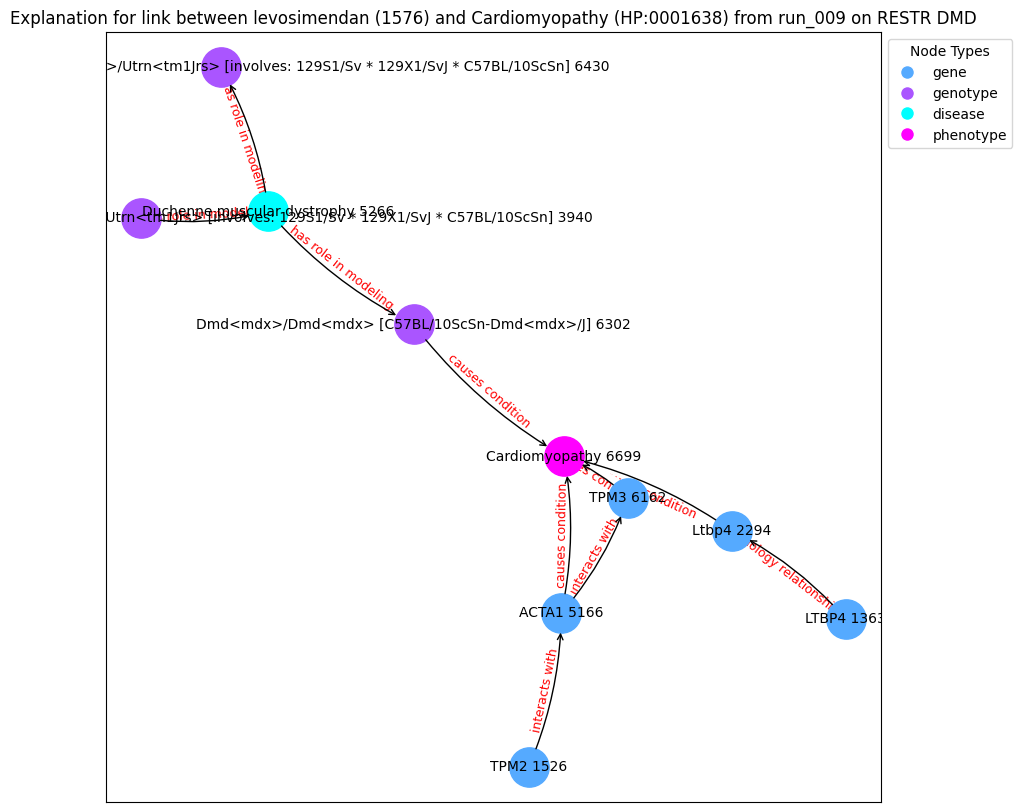 Explanation for link between levosimendan (1576) and Cardiomyopathy (HP:0001638) from run_009 on RESTR DMD
Node Types
gene
genotype
disease
phenotype
>/Utrn<tm1Jrs> [involves: 129S1/Sv * 129X1/SvJ * C57BL/10ScSn] 6430
as role in modelin
Duchenne muscular dystrophy 5266
Utrn<tm1Jrs> [involves: 129S1/Sv * 129X1/SvJ * C57BL/10ScSn] 3940
has role in modeling
Dmd<mdx>/Dmd<mdx> [C57BL/10ScSn-Dmd<mdx>/J] 6302
causes condition
Cardiomyopathy 6699
TPM3 6162
causes condition
interacts with
Ltbp4 2294
ology relationshi
ACTA1 5166
LTBP4 1363
interacts with
TPM2 1526